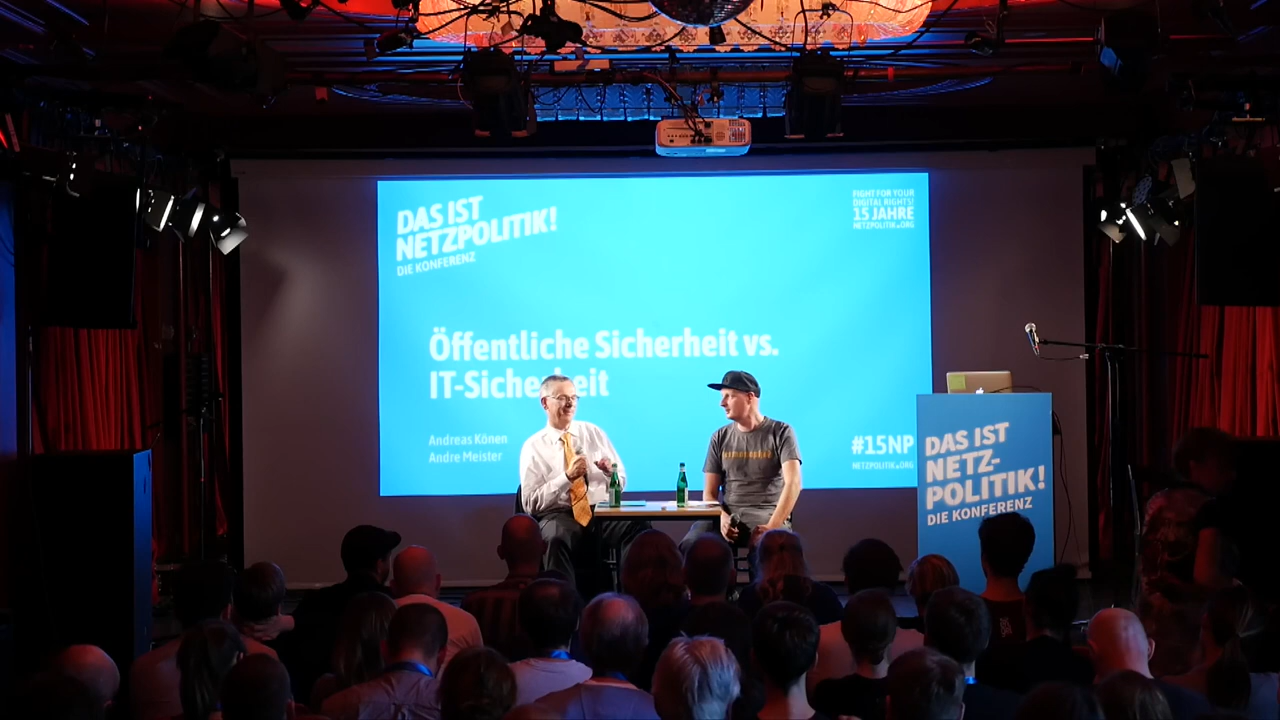 DAS IST
NETZPOLITIK!
DIE KONFERENZ
FIGHT FOR YOUR
DIGITAL RIGHTS!
15 JAHRE
NETZPOLITIK.ORG
Öffentliche Sicherheit vs.
IT-Sicherheit
Andreas Könen
Andre Meister
#15NP
NETZPOLITIK.ORG
DAS IST
NETZ-
POLITIK!
DIE KONFERENZ